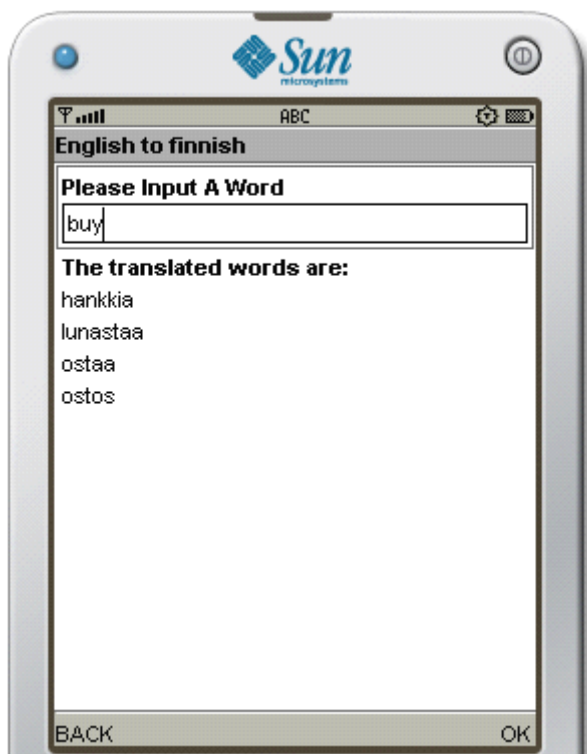 Sun
microsystems
ABC
English to finnish
Please Input A Word
buy
The translated words are:
hankkia
lunastaa
ostaa
ostos
BACK OK